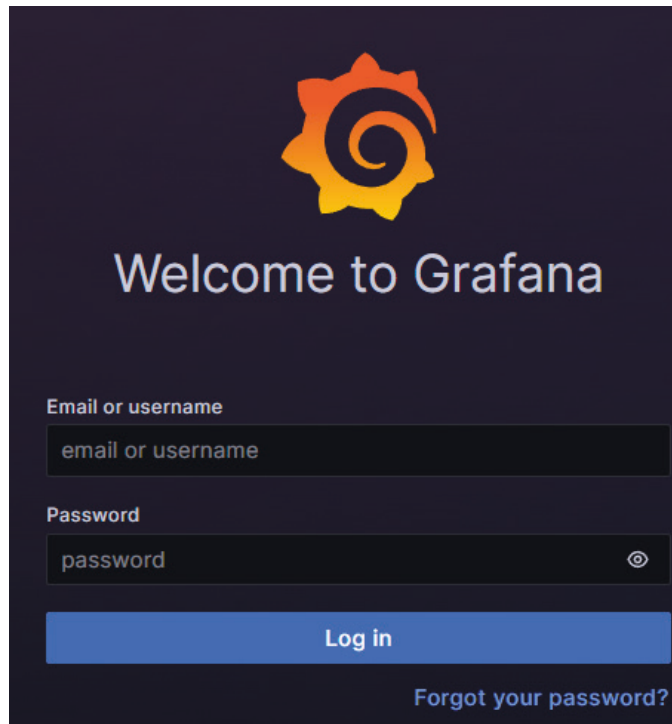 Welcome to Grafana
Email or username
email or username
Password
password
Log in
Forgot your password?